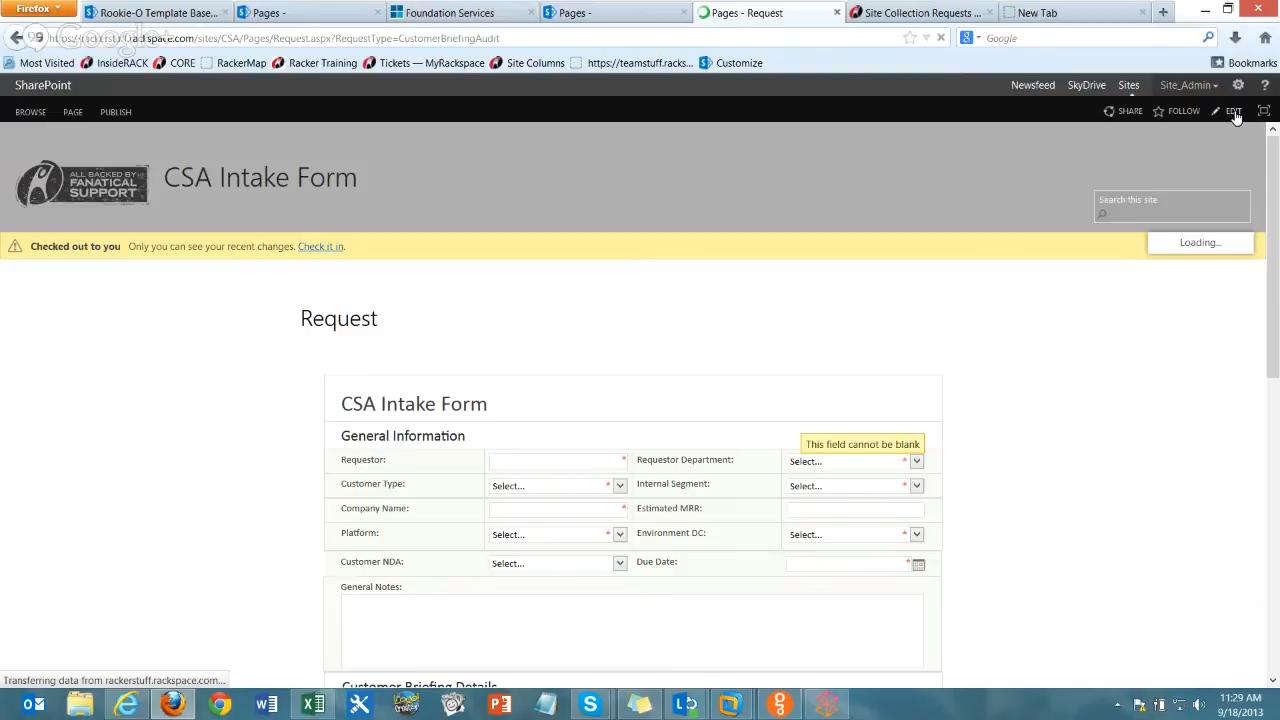 Firefox
Rookie-O Template Base...
Pages -
Foundation Services
Pages -
Pages - Request
Site Collection Requests ...
New Tab
/sites/CSA/Pages/Request.aspx?RequestType=CustomerBriefingAudit
Google
Most Visited
InsideRACK
CORE
RackerMap
Racker Training
Tickets — MyRackspace
Site Columns
https://teamstuff.racks...
Customize
Bookmarks
SharePoint
Newsfeed
SkyDrive
Sites
Site_Admin
?
BROWSE
PAGE
PUBLISH
SHARE
FOLLOW
EDIT
ALL BACKED BY
FANATICAL
SUPPORT
CSA Intake Form
Search this site
Checked out to you Only you can see your recent changes. Check it in.
Loading...
Request
CSA Intake Form
General Information
This field cannot be blank
Requestor: * Requestor Department: Select... *
Customer Type: Select... * Internal Segment: Select... *
Company Name: * Estimated MRR:
Platform: Select... * Environment DC: Select... *
Customer NDA: Select... Due Date: *
General Notes:
Customer Briefing Details
Transferring data from rackerstuff.rackspace.com...
11:29 AM
9/18/2013